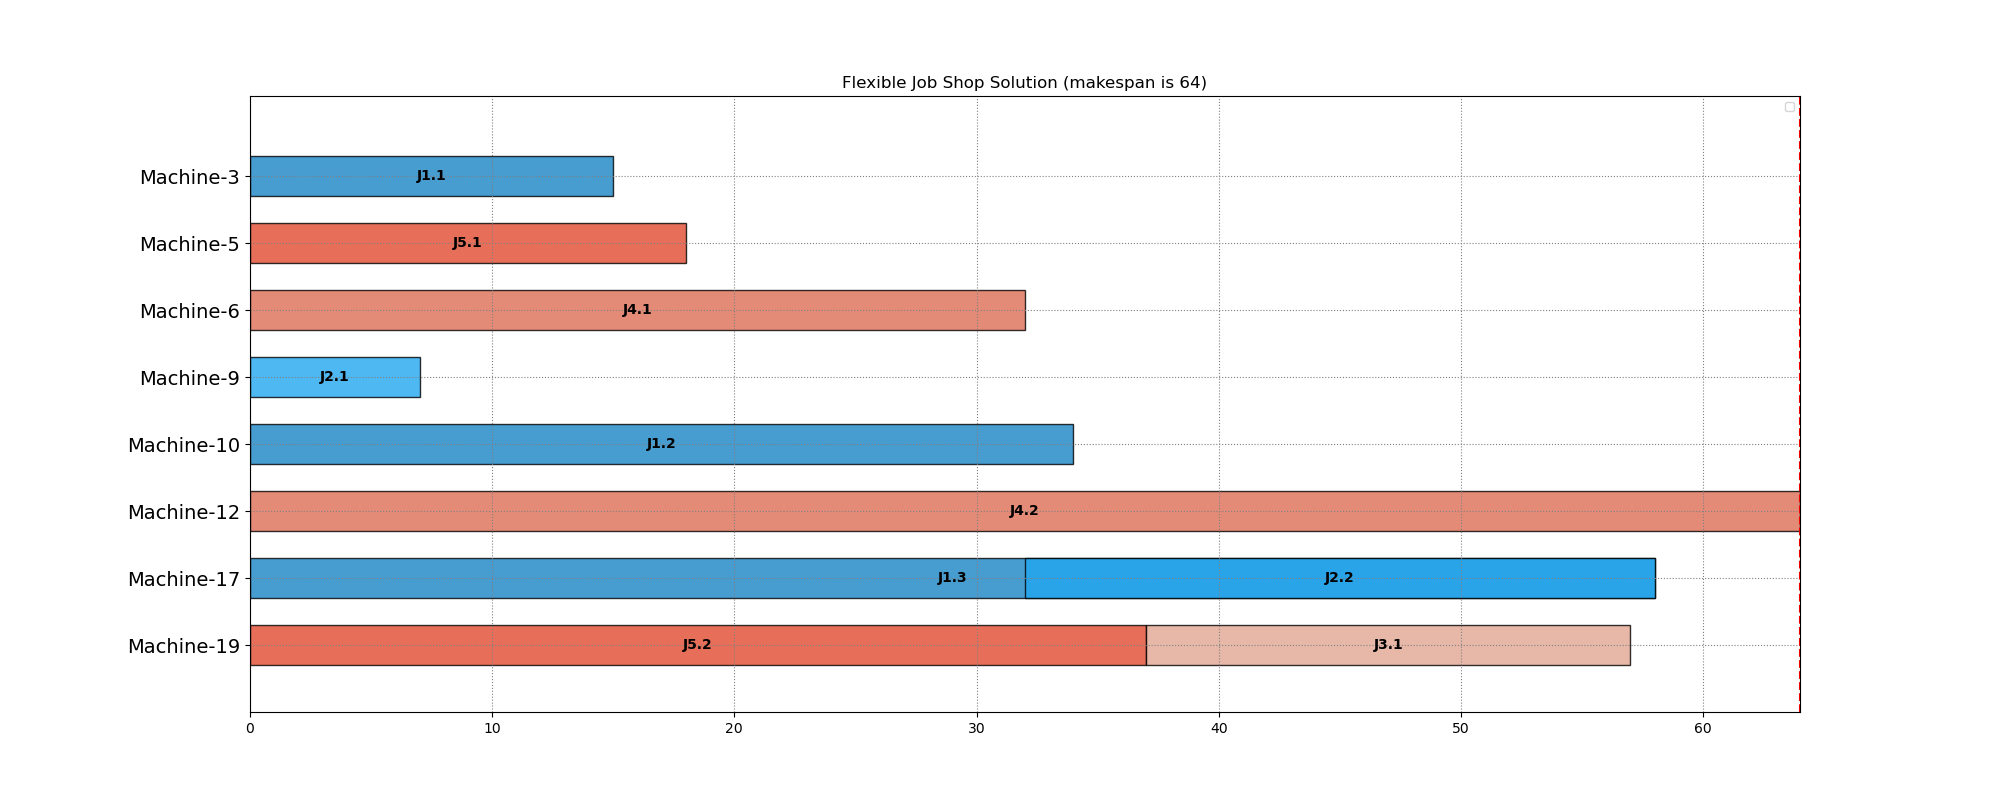 Flexible Job Shop Solution (makespan is 64)
Machine-3
J1.1
Machine-5
J5.1
Machine-6
J4.1
Machine-9
J2.1
Machine-10
J1.2
Machine-12
J4.2
Machine-17
J1.3 J2.2
Machine-19
J5.2 J3.1
0 10 20 30 40 50 60